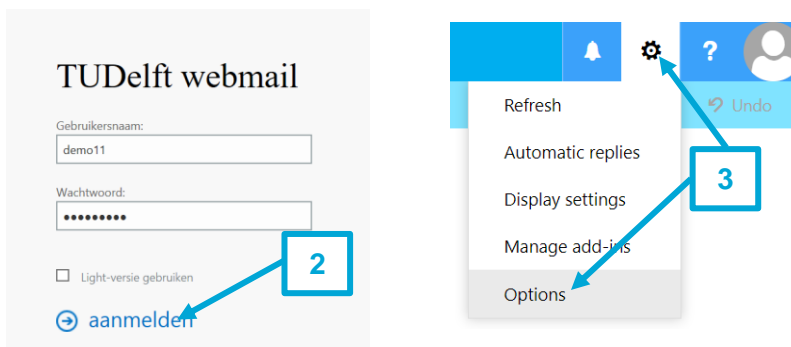 TUDelft webmail
Gebruikersnaam:
demo11
Wachtwoord:
•••••••••
Light-versie gebruiken
aanmelden
2
?
Refresh
Undo
Automatic replies
Display settings
Manage add-ins
Options
3